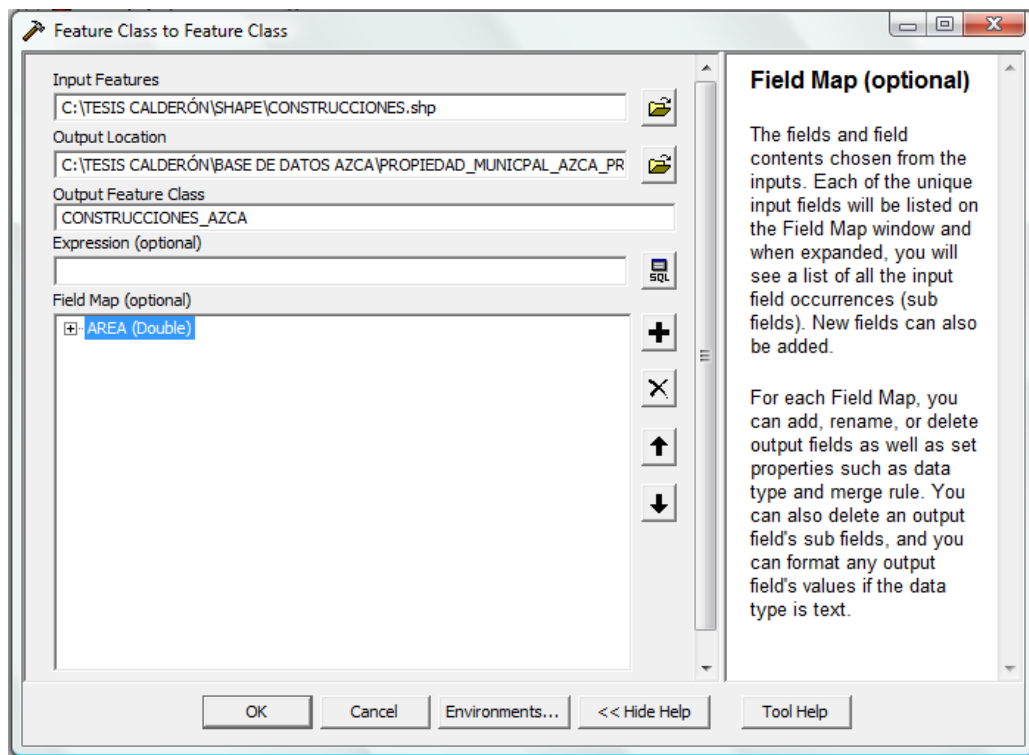 Feature Class to Feature Class
Input Features
C:\TESIS CALDERÓN\SHAPE\CONSTRUCCIONES.shp
Output Location
C:\TESIS CALDERÓN\BASE DE DATOS AZCA\PROPIEDAD_MUNICPAL_AZCA_PR
Output Feature Class
CONSTRUCCIONES_AZCA
Expression (optional)
SQL
Field Map (optional)
AREA (Double)
OK
Cancel
Environments...
<< Hide Help
Tool Help
Field Map (optional)
The fields and field
contents chosen from the
inputs. Each of the unique
input fields will be listed on
the Field Map window and
when expanded, you will
see a list of all the input
field occurrences (sub
fields). New fields can also
be added.
For each Field Map, you
can add, rename, or delete
output fields as well as set
properties such as data
type and merge rule. You
can also delete an output
field's sub fields, and you
can format any output
field's values if the data
type is text.